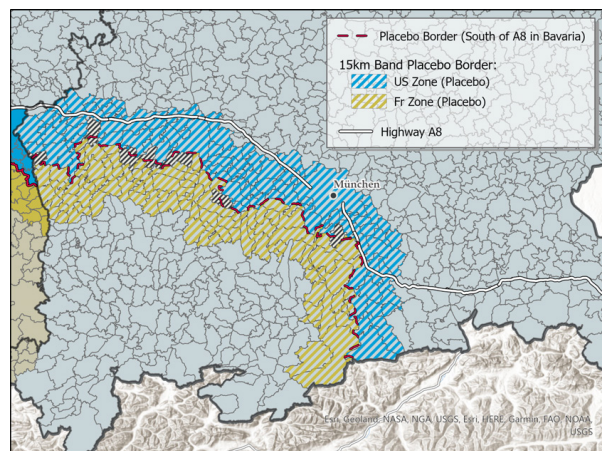 Placebo Border (South of A8 in Bavaria)
15km Band Placebo Border:
US Zone (Placebo)
Fr Zone (Placebo)
Highway A8
München
Esri, Geoland, NASA, NGA, USGS, Esri, HERE, Garmin, FAO, NOAA,
USGS